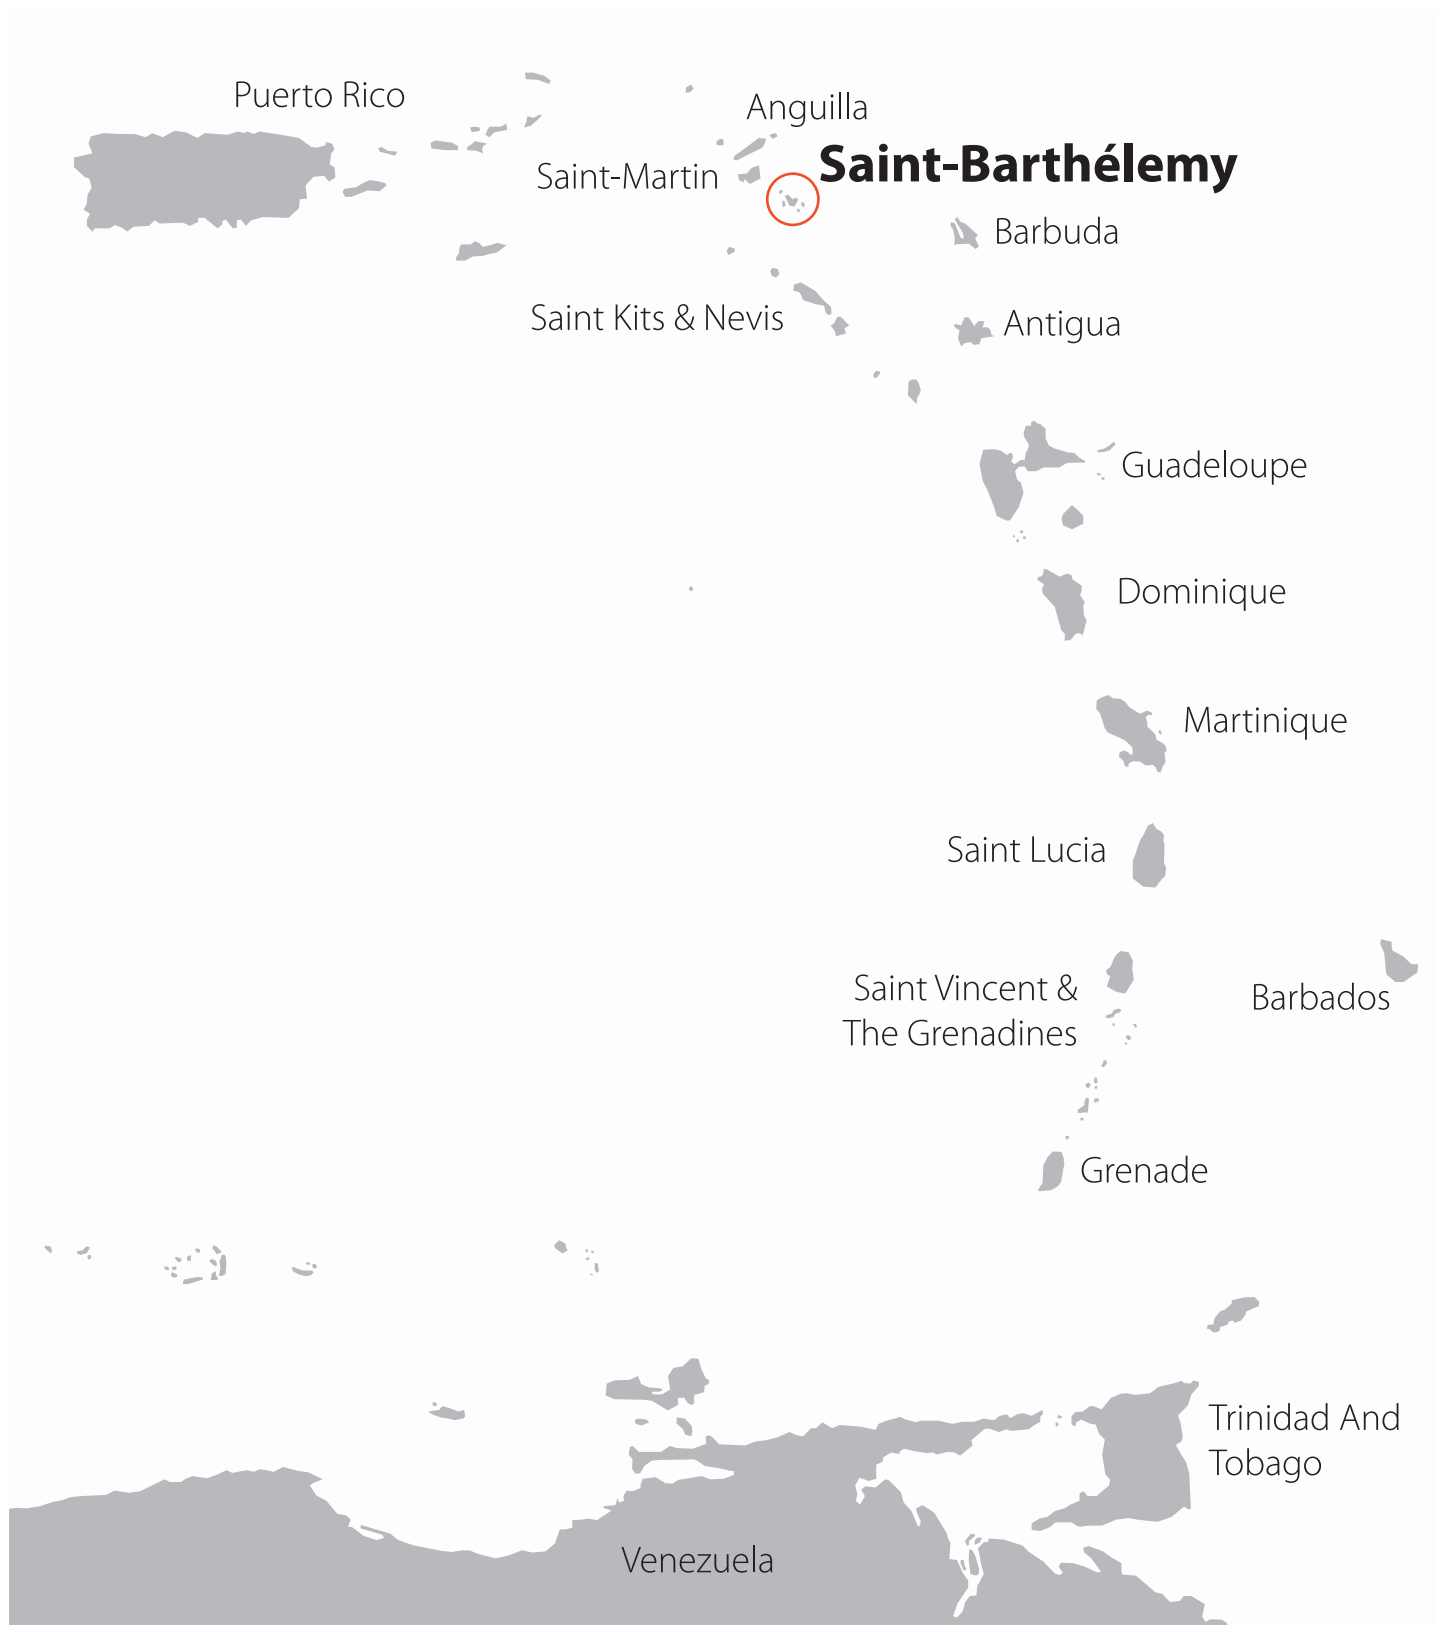 Puerto Rico
Anguilla
Saint-Barthélemy
Saint-Martin
Barbuda
Saint Kits & Nevis
Antigua
Guadeloupe
Dominique
Martinique
Saint Lucia
Saint Vincent &
The Grenadines
Barbados
Grenade
Trinidad And
Tobago
Venezuela